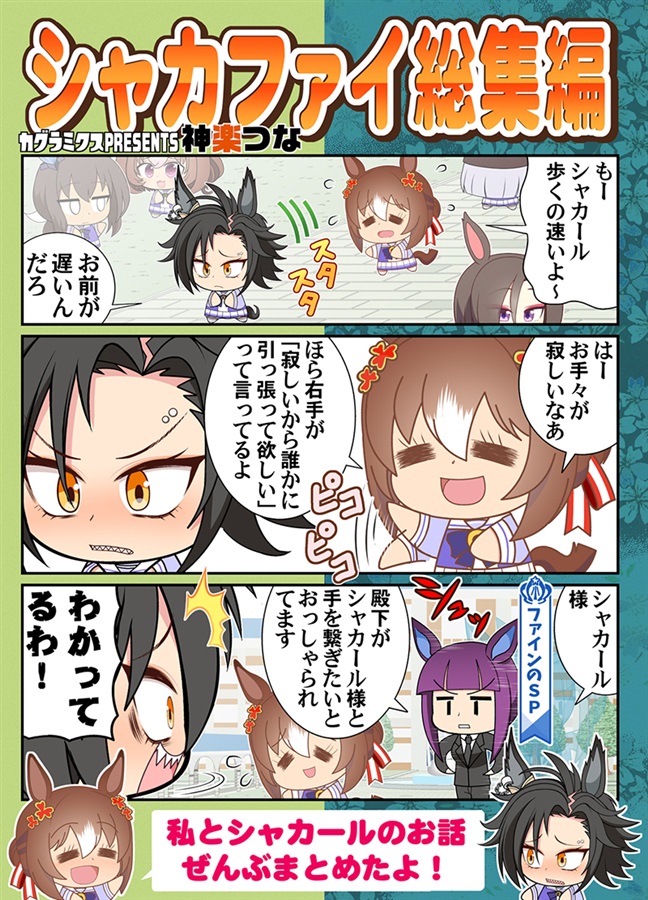 シャカファイ総集編
カグラミクスPRESENTS神楽つな
もー
シャカール
歩くの速いよ〜
スタ
スタ
お前が
遅いん
だろ
はー
お手々が
寂しいなあ
ほら右手が
「寂しいから誰かに
引っ張って欲しい」
って言ってるよ
ピコ
ピコ
シャカール
様
ファインのSP
シュッ
殿下が
シャカール様と
手を繋ぎたいと
おっしゃられ
てます
わかって
るわ!
私とシャカールのお話
ぜんぶまとめたよ!